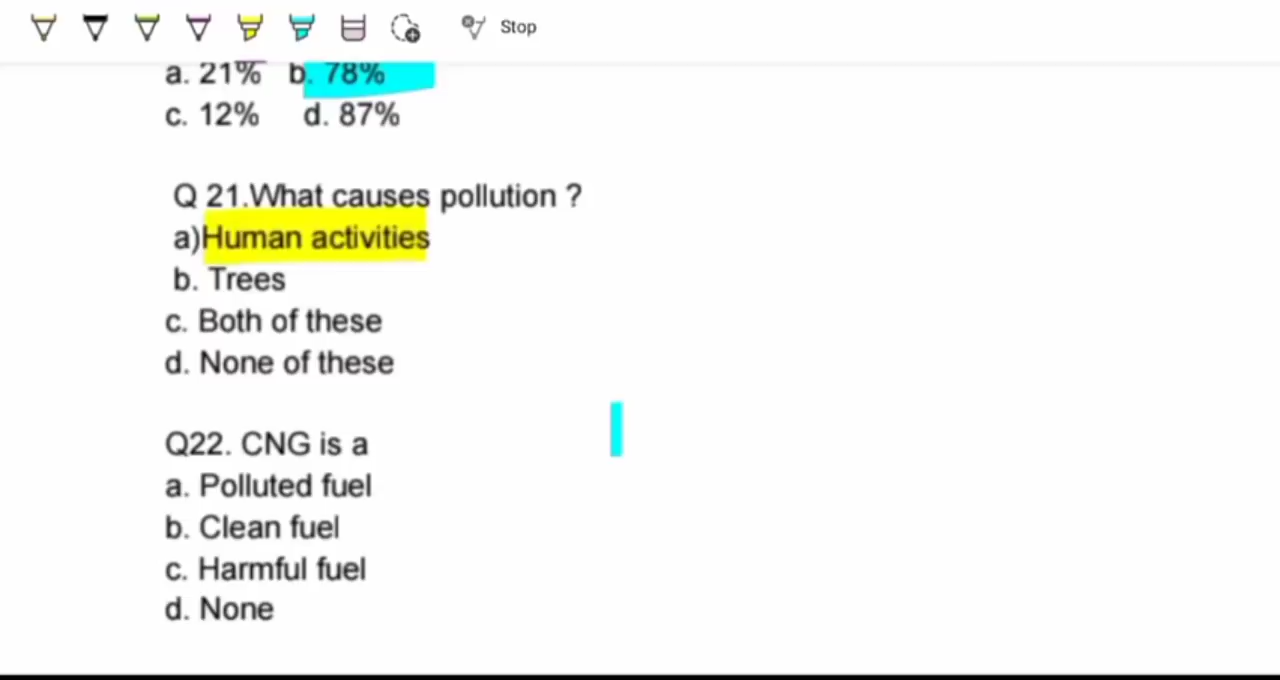 Stop
a. 21% b. 78%
c. 12% d. 87%
Q 21.What causes pollution ?
a)Human activities
b. Trees
c. Both of these
d. None of these
Q22. CNG is a
a. Polluted fuel
b. Clean fuel
c. Harmful fuel
d. None